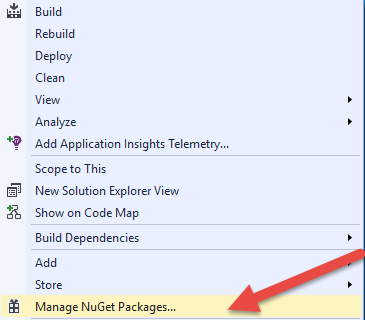 Build
Rebuild
Deploy
Clean
View
Analyze
Add Application Insights Telemetry...
Scope to This
New Solution Explorer View
Show on Code Map
Build Dependencies
Add
Store
Manage NuGet Packages...